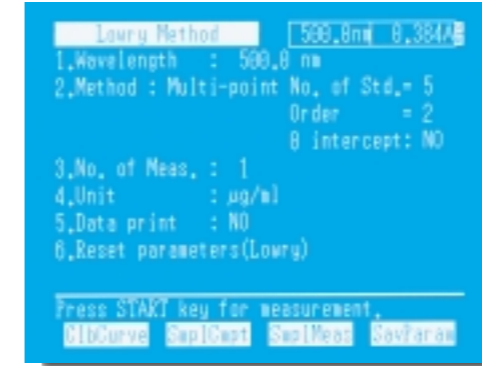 Lowry Method 500.0nm 0.384A
1.Wavelength : 500.0 nm
2.Method : Multi-point No. of Std.= 5
Order = 2
0 intercept: NO
3.No. of Meas. : 1
4.Unit : µg/ml
5.Data print : NO
6.Reset parameters(Lowry)
Press START key for measurement.
ClbCurve SmplCmpt SmplMeas SavParam